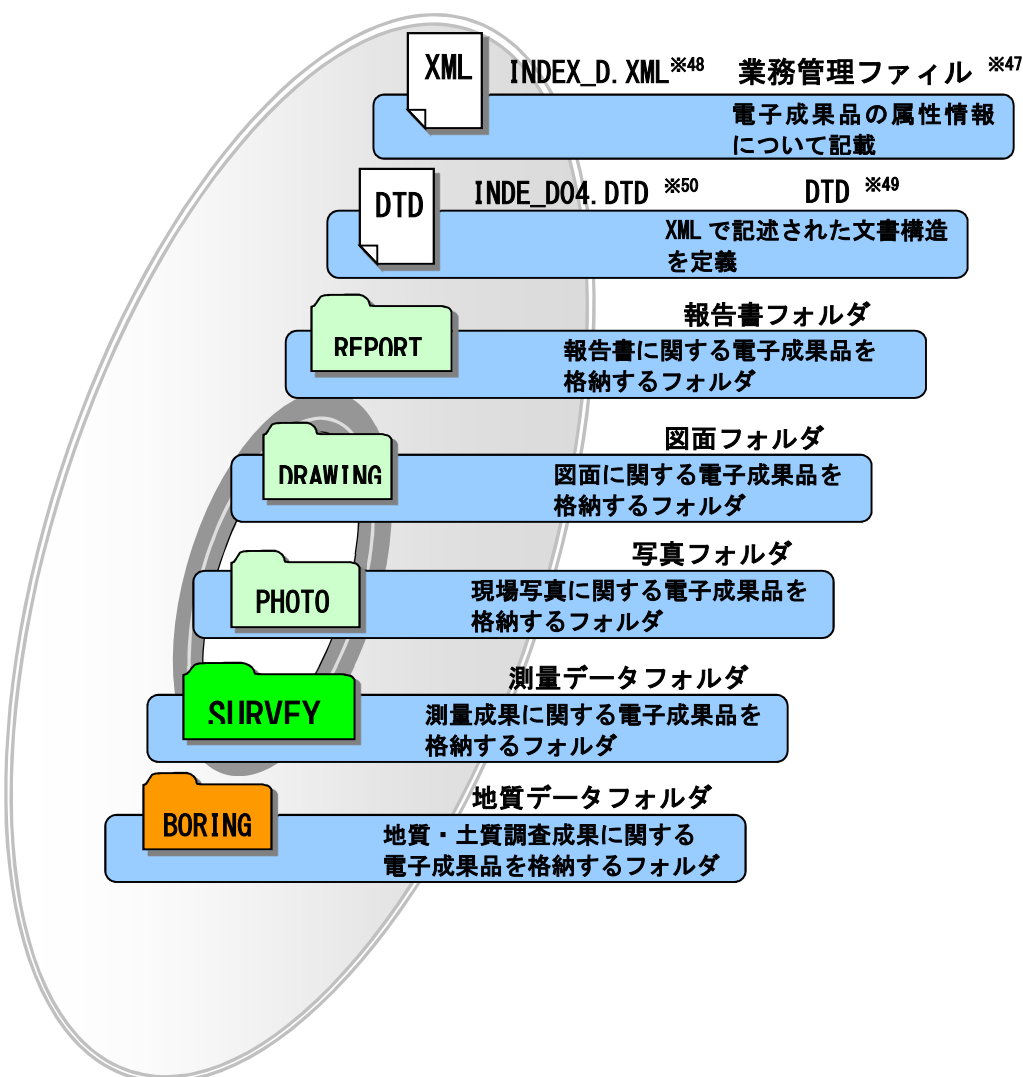 XML INDEX_D.XML※48 業務管理ファィル ※47
電子成果品の属性情報
について記載
DTD INDE_D04.DTD ※50 DTD ※49
XML で記述された文書構造
を定義
報告書フォルダ
REPORT
報告書に関する電子成果品を
格納するフォルダ
図面フォルダ
DRAWING
図面に関する電子成果品を
格納するフォルダ
写真フォルダ
PHOTO
現場写真に関する電子成果品を
格納するフォルダ
測量データフォルダ
SURVEY
測量成果に関する電子成果品を
格納するフォルダ
地質データフォルダ
BORING
地質・土質調査成果に関する
電子成果品を格納するフォルダ